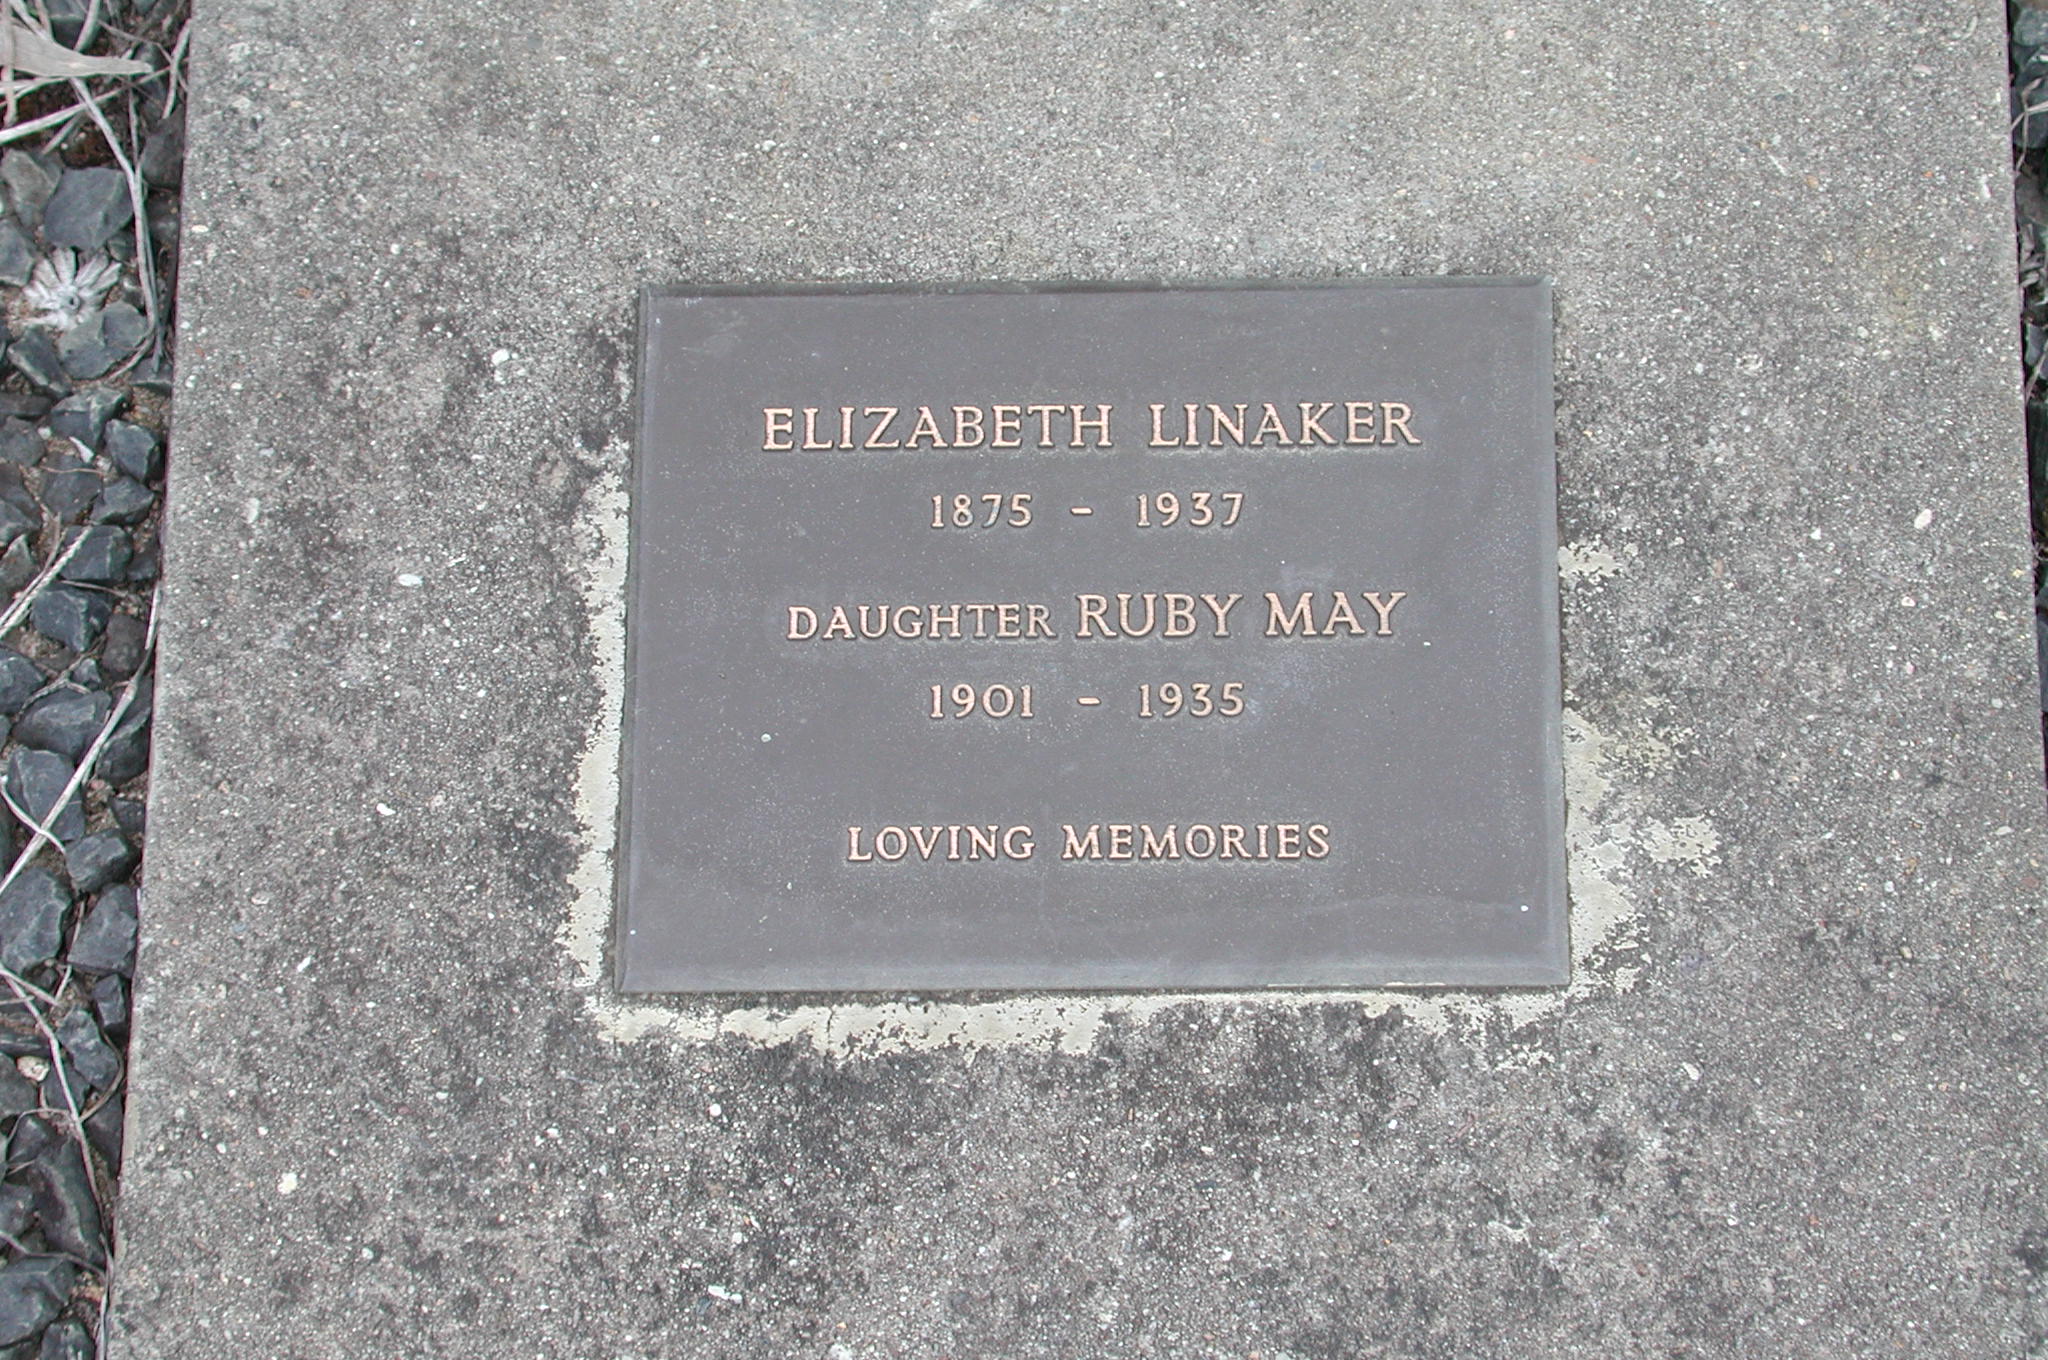 ELIZABETH LINAKER
1875 - 1937
DAUGHTER RUBY MAY
1901 - 1935
LOVING MEMORIES